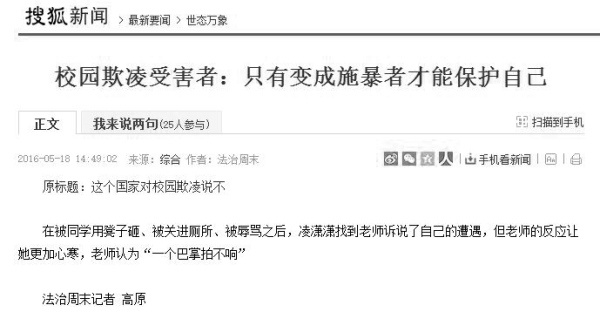 搜狐新闻 > 最新要闻 > 世态万象
校园欺凌受害者：只有变成施暴者才能保护自己
正文 我来说两句(25人参与) 扫描到手机
2016-05-18 14:49:02 来源：综合 作者：法治周末 手机看新闻
原标题：这个国家对校园欺凌说不
在被同学用凳子砸、被关进厕所、被辱骂之后，凌潇潇找到老师诉说了自己的遭遇，但老师的反应让
她更加心寒，老师认为“一个巴掌拍不响”
法治周末记者 高原